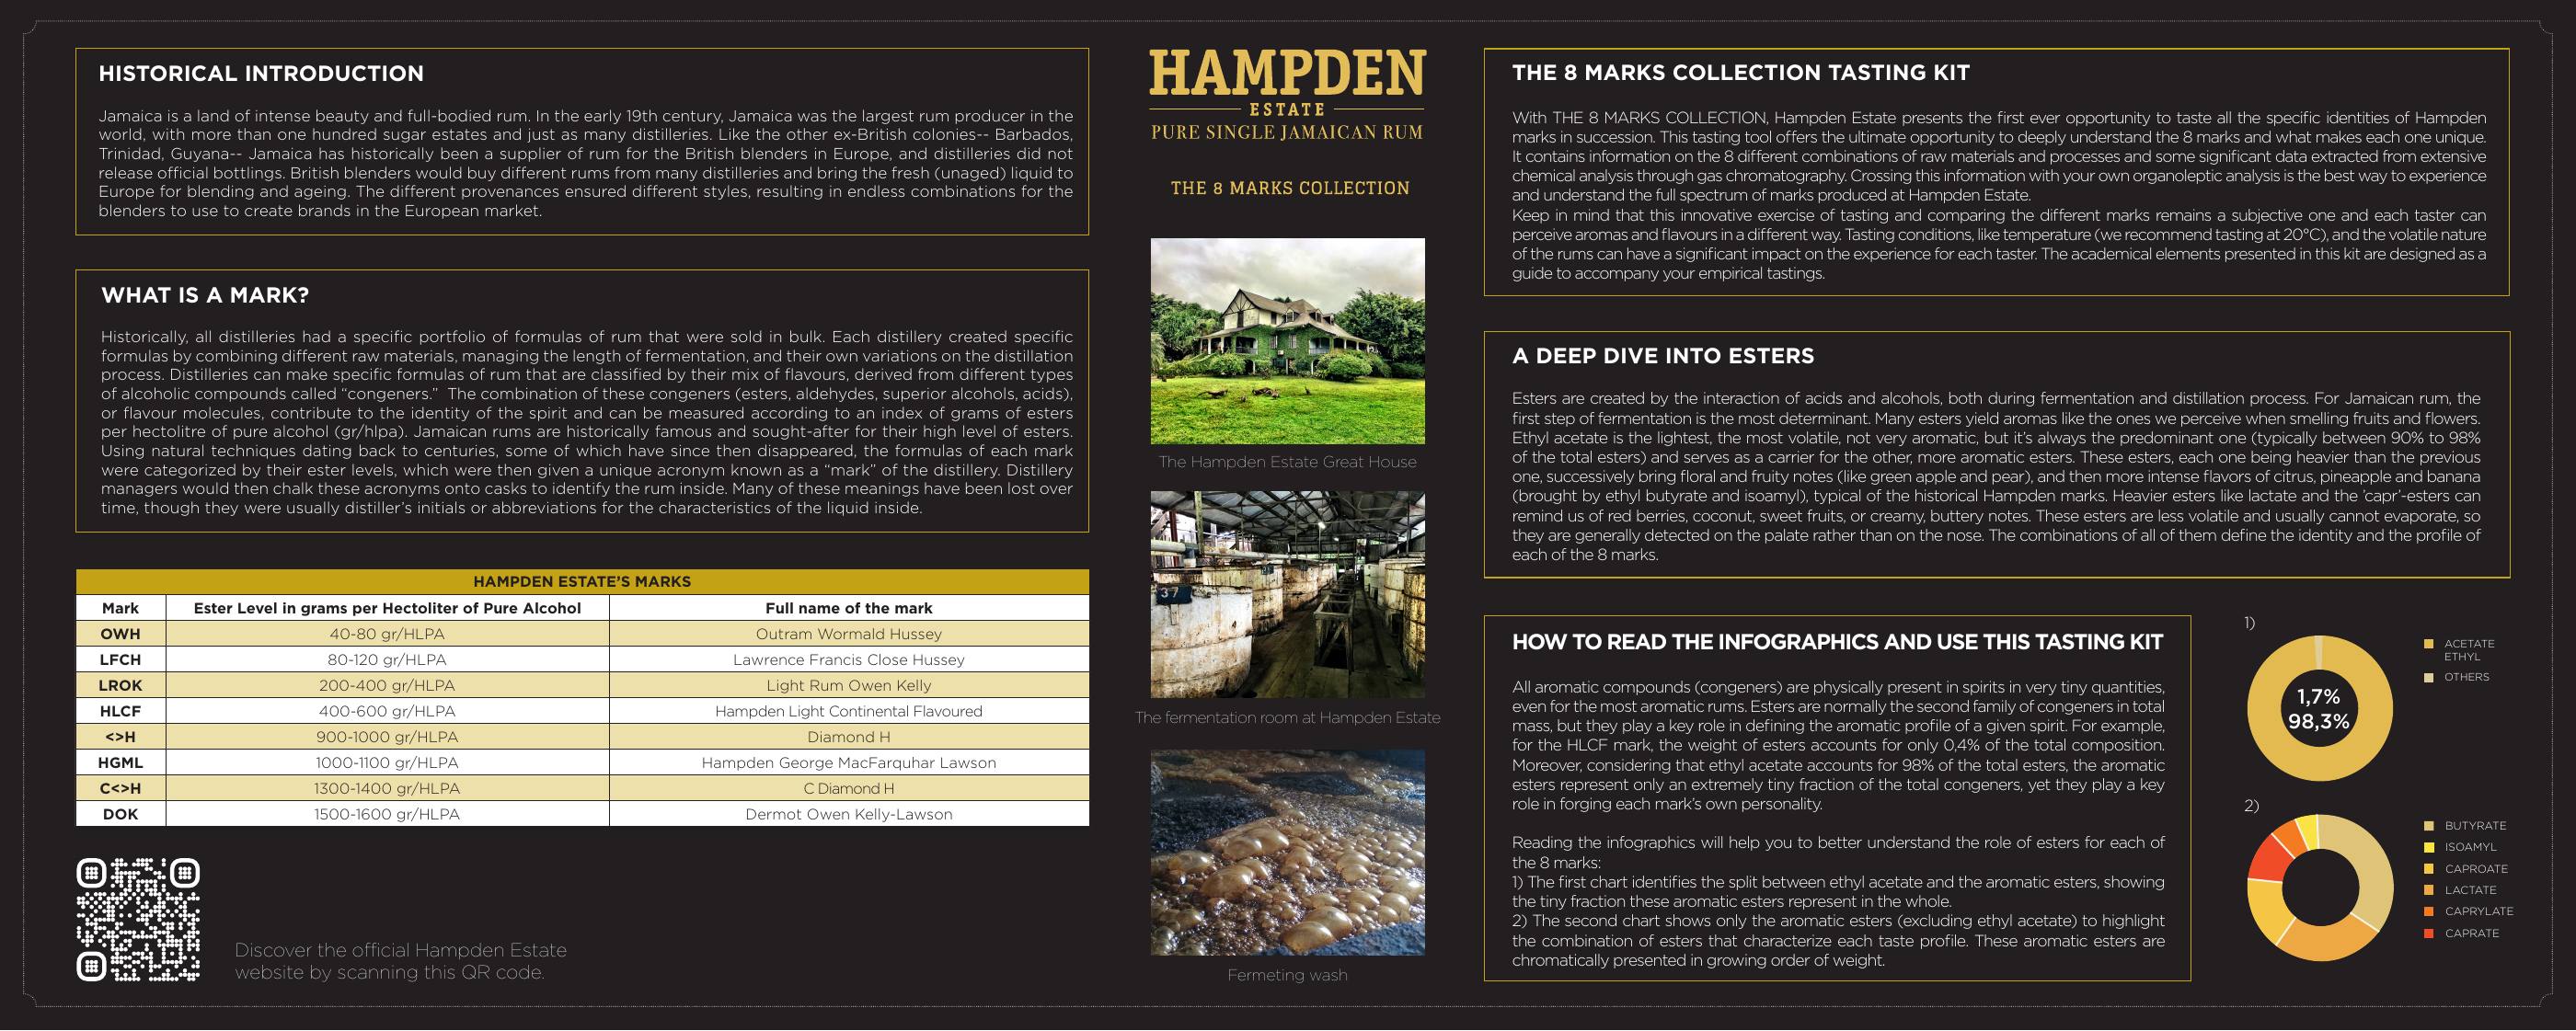 HISTORICAL INTRODUCTION
Jamaica is a land of intense beauty and full-bodied rum. In the early 19th century, Jamaica was the largest rum producer in the
world, with more than one hundred sugar estates and just as many distilleries. Like the other ex-British colonies-- Barbados,
Trinidad, Guyana-- Jamaica has historically been a supplier of rum for the British blenders in Europe, and distilleries did not
release official bottlings. British blenders would buy different rums from many distilleries and bring the fresh (unaged) liquid to
Europe for blending and ageing. The different provenances ensured different styles, resulting in endless combinations for the
blenders to use to create brands in the European market.
WHAT IS A MARK?
Historically, all distilleries had a specific portfolio of formulas of rum that were sold in bulk. Each distillery created specific
formulas by combining different raw materials, managing the length of fermentation, and their own variations on the distillation
process. Distilleries can make specific formulas of rum that are classified by their mix of flavours, derived from different types
of alcoholic compounds called “congeners.” The combination of these congeners (esters, aldehydes, superior alcohols, acids),
or flavour molecules, contribute to the identity of the spirit and can be measured according to an index of grams of esters
per hectolitre of pure alcohol (gr/hlpa). Jamaican rums are historically famous and sought-after for their high level of esters.
Using natural techniques dating back to centuries, some of which have since then disappeared, the formulas of each mark
were categorized by their ester levels, which were then given a unique acronym known as a “mark” of the distillery. Distillery
managers would then chalk these acronyms onto casks to identify the rum inside. Many of these meanings have been lost over
time, though they were usually distiller’s initials or abbreviations for the characteristics of the liquid inside.
HAMPDEN ESTATE’S MARKS
Mark Ester Level in grams per Hectoliter of Pure Alcohol Full name of the mark
OWH 40-80 gr/HLPA Outram Wormald Hussey
LFCH 80-120 gr/HLPA Lawrence Francis Close Hussey
LROK 200-400 gr/HLPA Light Rum Owen Kelly
HLCF 400-600 gr/HLPA Hampden Light Continental Flavoured
<>H 900-1000 gr/HLPA Diamond H
HGML 1000-1100 gr/HLPA Hampden George MacFarquhar Lawson
C<>H 1300-1400 gr/HLPA C Diamond H
DOK 1500-1600 gr/HLPA Dermot Owen Kelly-Lawson
Discover the official Hampden Estate
website by scanning this QR code.
HAMPDEN
ESTATE
PURE SINGLE JAMAICAN RUM
THE 8 MARKS COLLECTION
The Hampden Estate Great House
37
The fermentation room at Hampden Estate
Fermeting wash
THE 8 MARKS COLLECTION TASTING KIT
With THE 8 MARKS COLLECTION, Hampden Estate presents the first ever opportunity to taste all the specific identities of Hampden
marks in succession. This tasting tool offers the ultimate opportunity to deeply understand the 8 marks and what makes each one unique.
It contains information on the 8 different combinations of raw materials and processes and some significant data extracted from extensive
chemical analysis through gas chromatography. Crossing this information with your own organoleptic analysis is the best way to experience
and understand the full spectrum of marks produced at Hampden Estate.
Keep in mind that this innovative exercise of tasting and comparing the different marks remains a subjective one and each taster can
perceive aromas and flavours in a different way. Tasting conditions, like temperature (we recommend tasting at 20°C), and the volatile nature
of the rums can have a significant impact on the experience for each taster. The academical elements presented in this kit are designed as a
guide to accompany your empirical tastings.
A DEEP DIVE INTO ESTERS
Esters are created by the interaction of acids and alcohols, both during fermentation and distillation process. For Jamaican rum, the
first step of fermentation is the most determinant. Many esters yield aromas like the ones we perceive when smelling fruits and flowers.
Ethyl acetate is the lightest, the most volatile, not very aromatic, but it’s always the predominant one (typically between 90% to 98%
of the total esters) and serves as a carrier for the other, more aromatic esters. These esters, each one being heavier than the previous
one, successively bring floral and fruity notes (like green apple and pear), and then more intense flavors of citrus, pineapple and banana
(brought by ethyl butyrate and isoamyl), typical of the historical Hampden marks. Heavier esters like lactate and the ’capr’-esters can
remind us of red berries, coconut, sweet fruits, or creamy, buttery notes. These esters are less volatile and usually cannot evaporate, so
they are generally detected on the palate rather than on the nose. The combinations of all of them define the identity and the profile of
each of the 8 marks.
HOW TO READ THE INFOGRAPHICS AND USE THIS TASTING KIT
All aromatic compounds (congeners) are physically present in spirits in very tiny quantities,
even for the most aromatic rums. Esters are normally the second family of congeners in total
mass, but they play a key role in defining the aromatic profile of a given spirit. For example,
for the HLCF mark, the weight of esters accounts for only 0,4% of the total composition.
Moreover, considering that ethyl acetate accounts for 98% of the total esters, the aromatic
esters represent only an extremely tiny fraction of the total congeners, yet they play a key
role in forging each mark’s own personality.
Reading the infographics will help you to better understand the role of esters for each of
the 8 marks:
1) The first chart identifies the split between ethyl acetate and the aromatic esters, showing
the tiny fraction these aromatic esters represent in the whole.
2) The second chart shows only the aromatic esters (excluding ethyl acetate) to highlight
the combination of esters that characterize each taste profile. These aromatic esters are
chromatically presented in growing order of weight.
1)
1,7%
98,3%
ACETATE
ETHYL
OTHERS
2)
BUTYRATE
ISOAMYL
CAPROATE
LACTATE
CAPRYLATE
CAPRATE